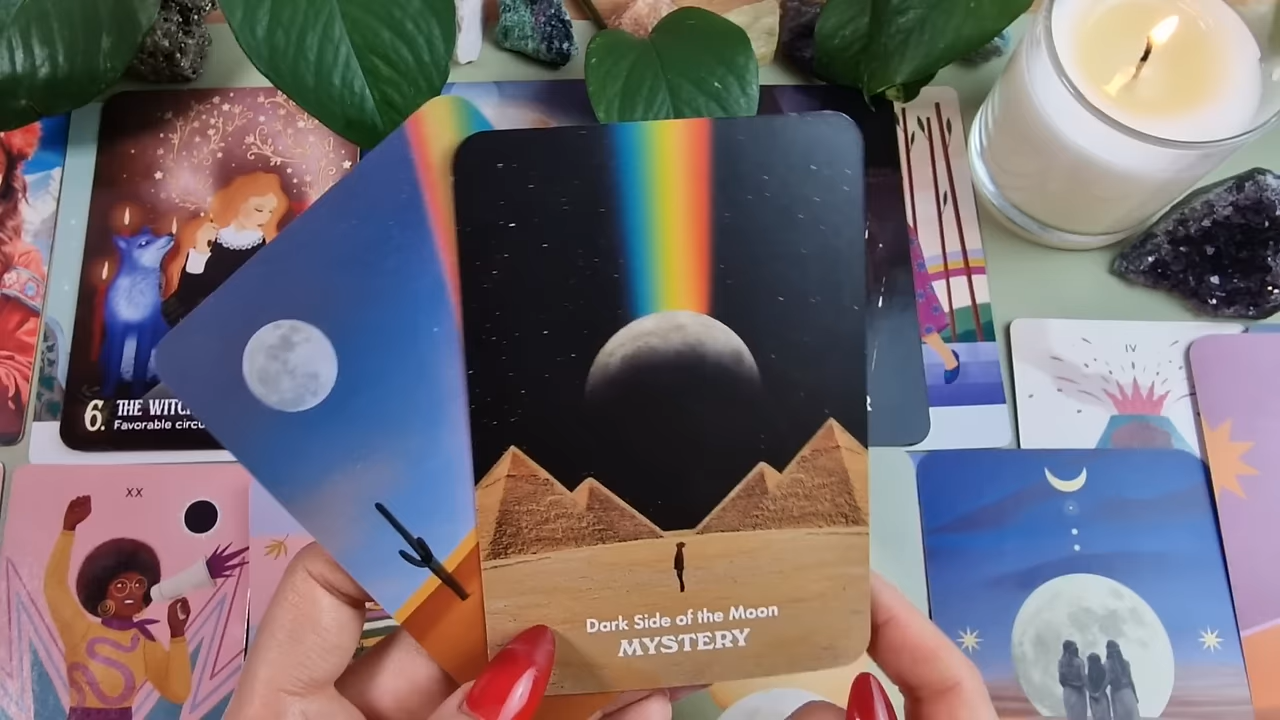 6. THE WITC
Favorable circu
R
IV
XX
Dark Side of the Moon
MYSTERY